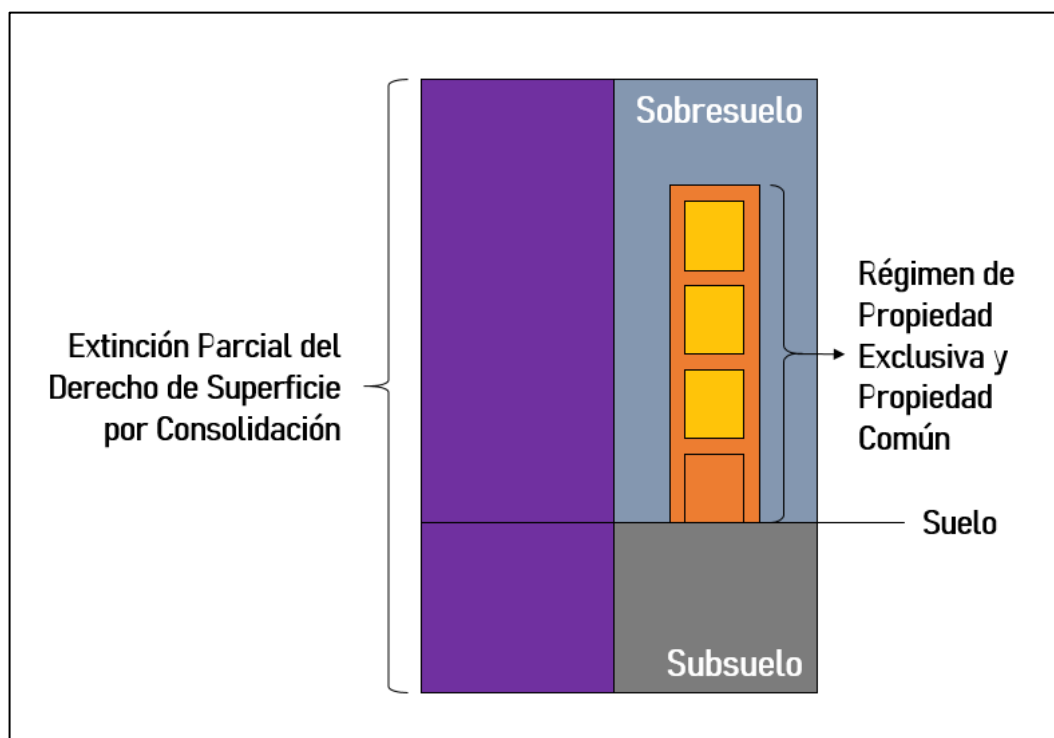 Sobresuelo
Extinción Parcial del
Derecho de Superficie
por Consolidación
Régimen de
Propiedad
Exclusiva y
Propiedad
Común
Suelo
Subsuelo